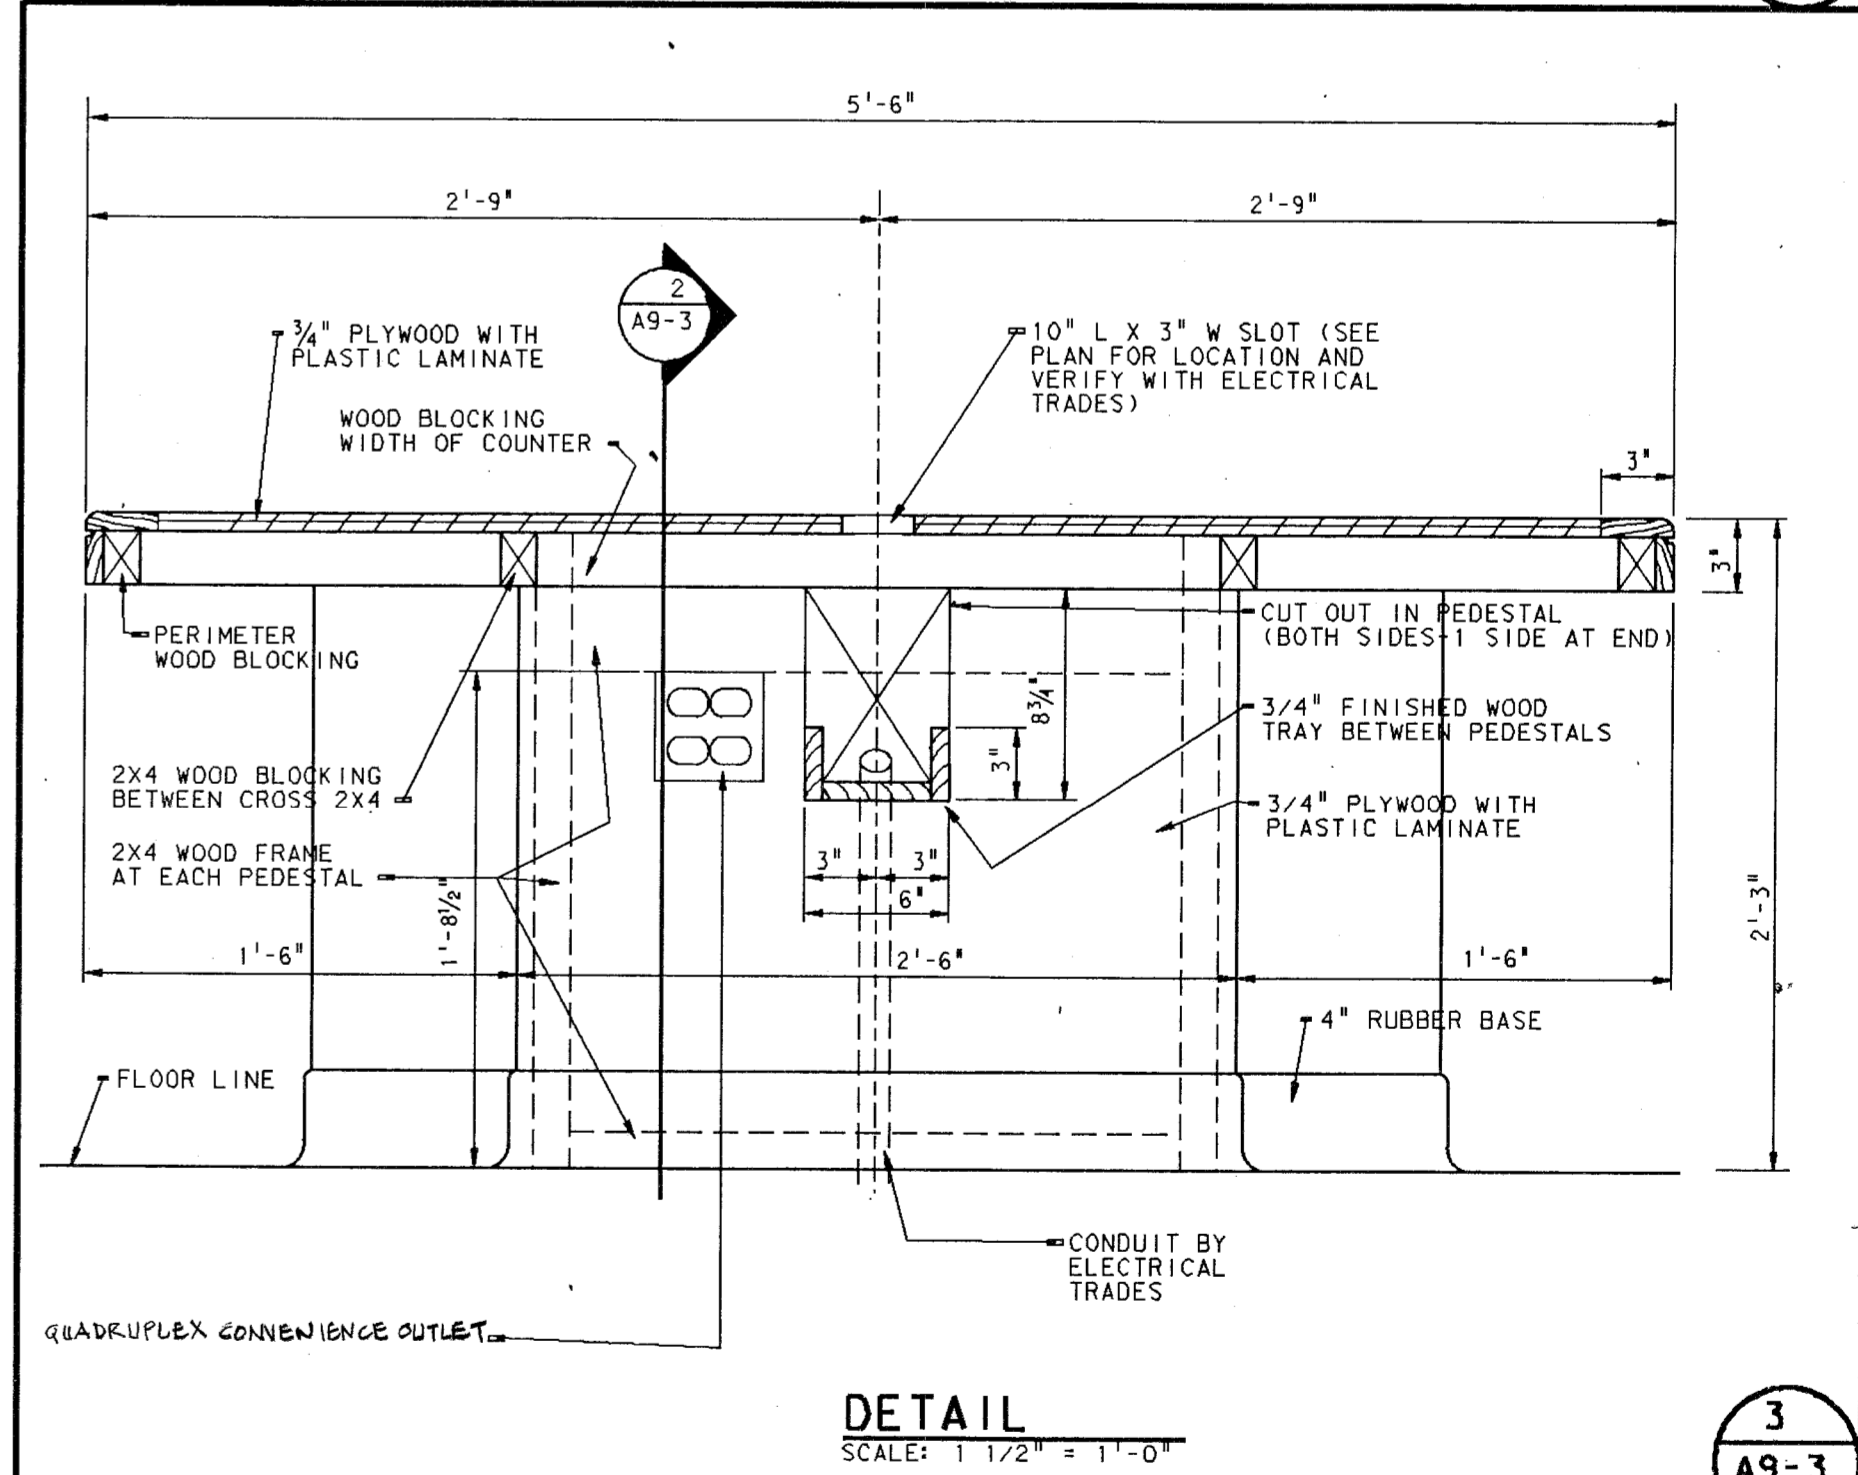 5'-6"
2'-9"
2'-9"
2
A9-3
3/4" PLYWOOD WITH
PLASTIC LAMINATE
10" L X 3" W SLOT (SEE
PLAN FOR LOCATION AND
VERIFY WITH ELECTRICAL
TRADES)
WOOD BLOCKING
WIDTH OF COUNTER
3"
3"
PERIMETER
WOOD BLOCKING
CUT OUT IN PEDESTAL
(BOTH SIDES-1 SIDE AT END)
8 3/4"
3"
3/4" FINISHED WOOD
TRAY BETWEEN PEDESTALS
2X4 WOOD BLOCKING
BETWEEN CROSS 2X4
3/4" PLYWOOD WITH
PLASTIC LAMINATE
2X4 WOOD FRAME
AT EACH PEDESTAL
3"
3"
6"
1'-8 1/2"
2'-3"
1'-6"
2'-6"
1'-6"
4" RUBBER BASE
FLOOR LINE
CONDUIT BY
ELECTRICAL
TRADES
QUADRUPLEX CONVENIENCE OUTLET
DETAIL
SCALE: 1 1/2" = 1'-0"
3
A9-3